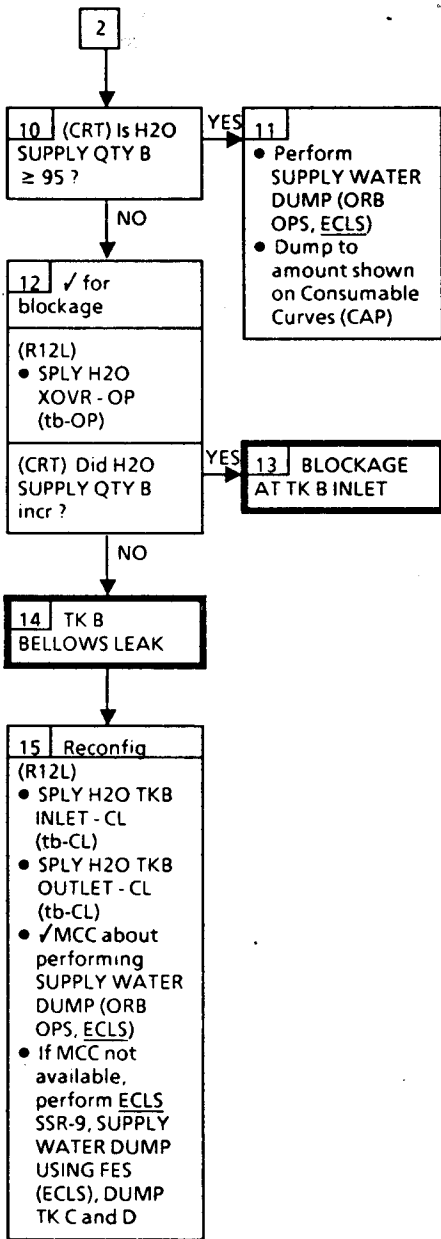 2
10 (CRT) Is H2O
SUPPLY QTY B
≥ 95 ?
YES
11
• Perform
SUPPLY WATER
DUMP (ORB
OPS, ECLS)
• Dump to
amount shown
on Consumable
Curves (CAP)
NO
12 ✓ for
blockage
(R12L)
• SPLY H2O
XOVR - OP
(tb-OP)
(CRT) Did H2O
SUPPLY QTY B
incr ?
YES
13 BLOCKAGE
AT TK B INLET
NO
14 TK B
BELLOWS LEAK
15 Reconfig
(R12L)
• SPLY H2O TKB
INLET - CL
(tb-CL)
• SPLY H2O TKB
OUTLET - CL
(tb-CL)
• ✓MCC about
performing
SUPPLY WATER
DUMP (ORB
OPS, ECLS)
• If MCC not
available,
perform ECLS
SSR-9, SUPPLY
WATER DUMP
USING FES
(ECLS), DUMP
TK C and D